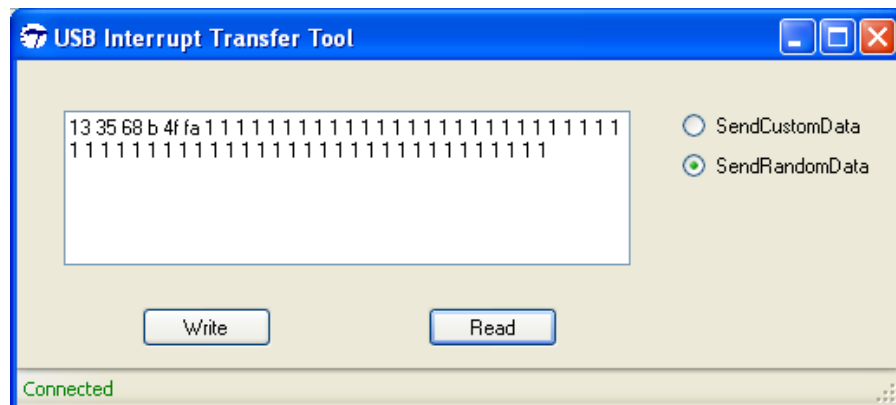 USB Interrupt Transfer Tool
13 35 68 b 4f fa 1 1 1 1 1 1 1 1 1 1 1 1 1 1 1 1 1 1 1 1 1 1 1 1 1 1 1
1 1 1 1 1 1 1 1 1 1 1 1 1 1 1 1 1 1 1 1 1 1 1 1 1 1 1 1 1 1 1
SendCustomData
SendRandomData
Write
Read
Connected